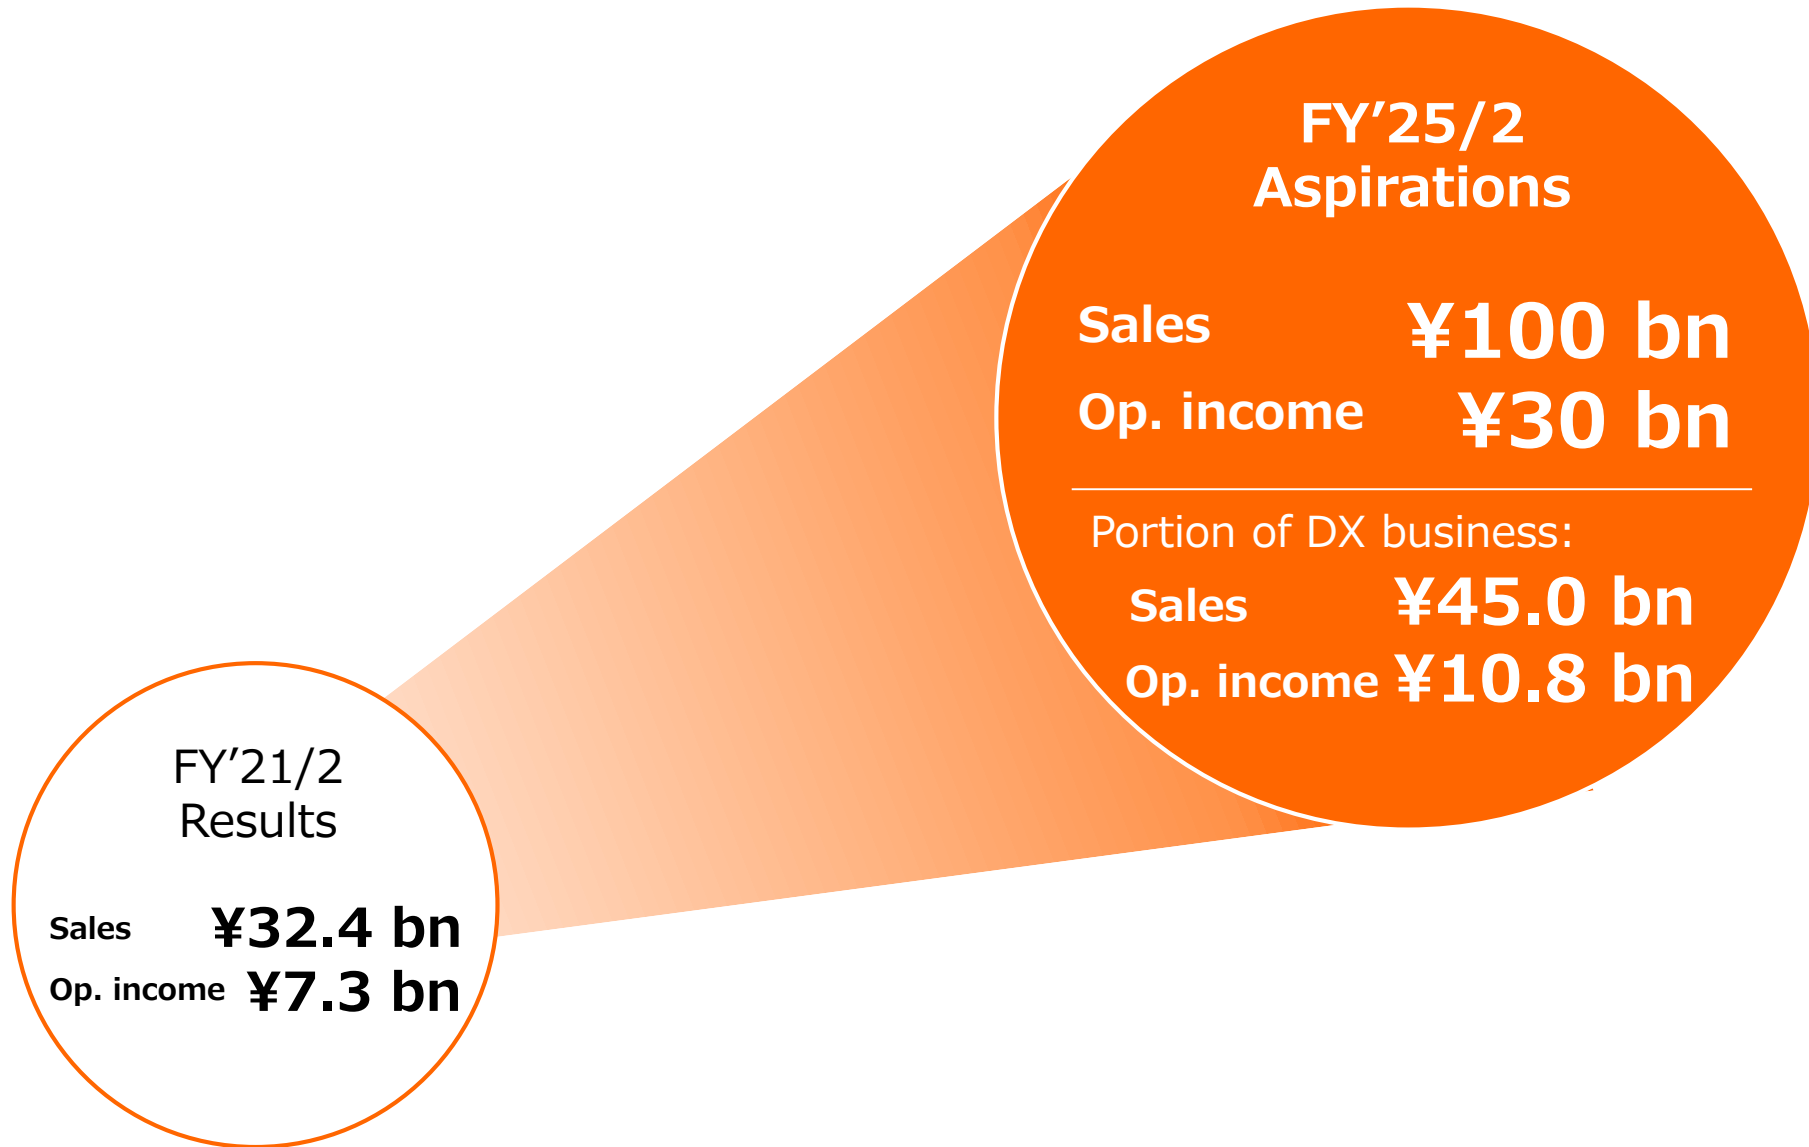 FY’25/2
Aspirations
Sales ¥100 bn
Op. income ¥30 bn
Portion of DX business:
Sales ¥45.0 bn
Op. income ¥10.8 bn
FY’21/2
Results
Sales ¥32.4 bn
Op. income ¥7.3 bn